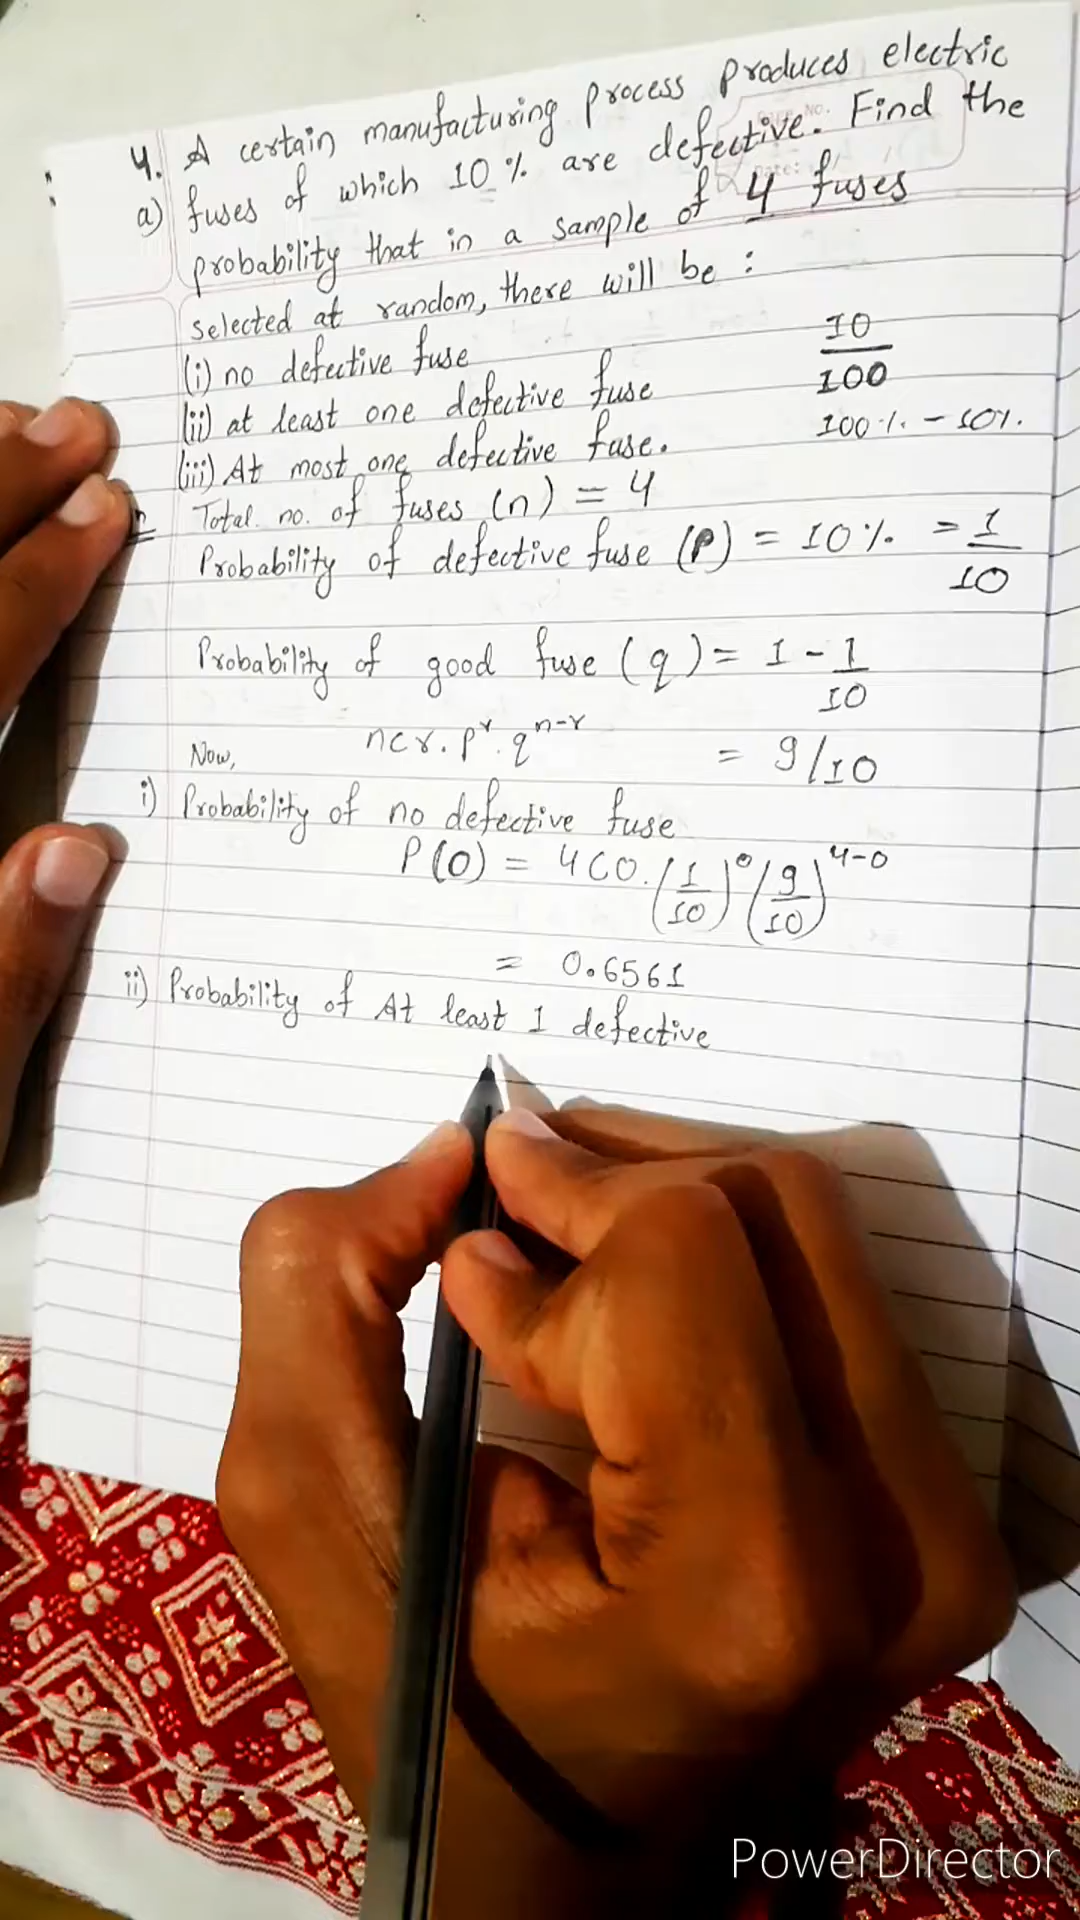 4. A certain manufacturing process produces electric
a) fuses of which 10 % are defective. Find the
probability that in a sample of 4 fuses
selected at random, there will be :
(i) no defective fuse
(ii) at least one defective fuse
(iii) At most one defective fuse.
10
100
100 % - 10%.
Total no. of fuses (n) = 4
Probability of defective fuse (P) = 10 % = 1/10
Probability of good fuse (q) = 1 - 1/10
Now, ncr. p^r. q^n-r = 9/10
i) Probability of no defective fuse
P(0) = 4C0. (1/10)^0 (9/10)^4-0
= 0.6561
ii) Probability of At least 1 defective
PowerDirector